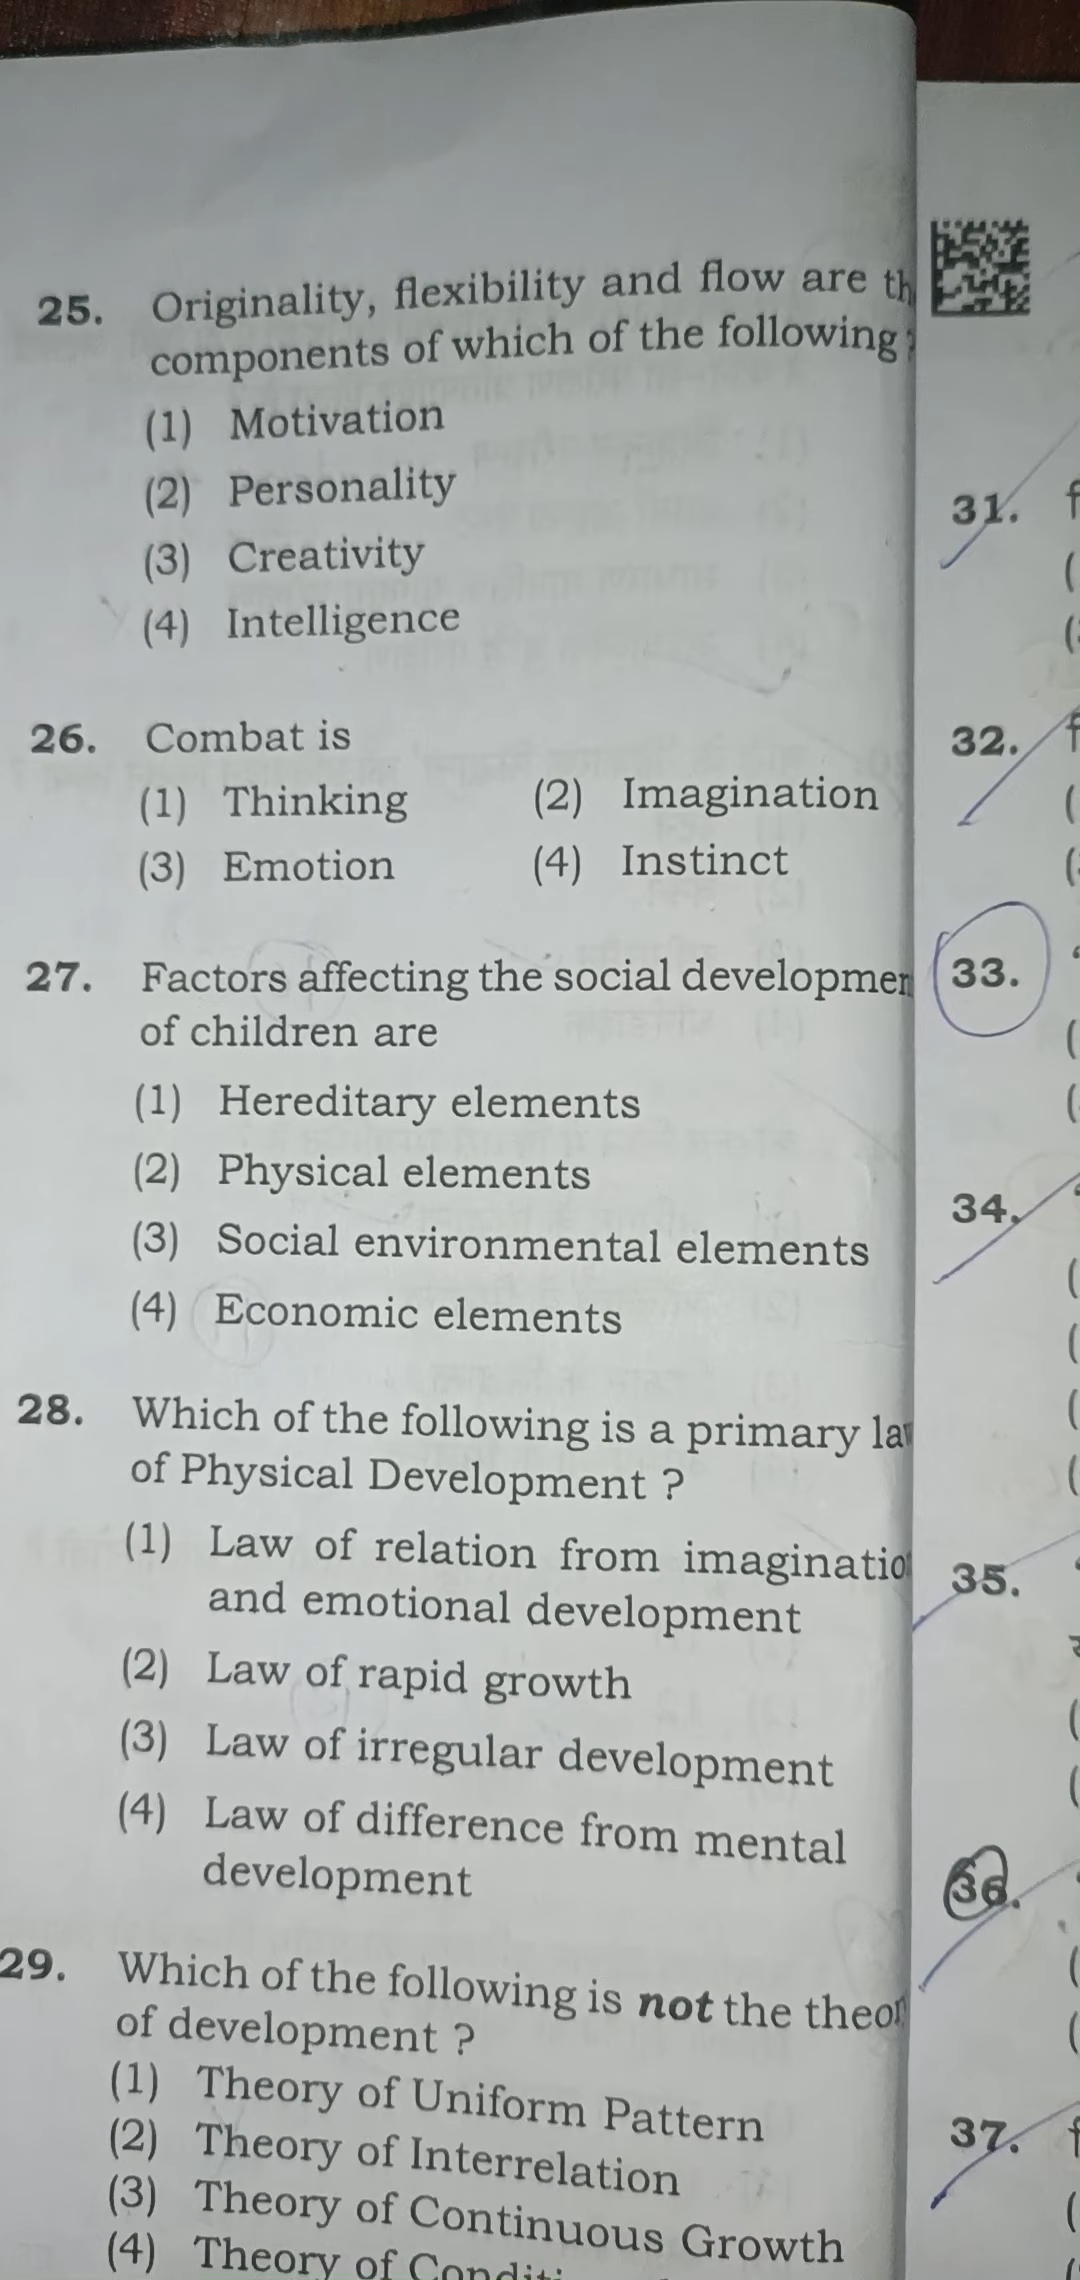 25. Originality, flexibility and flow are
components of which of the following ?
(1) Motivation
(2) Personality
(3) Creativity
(4) Intelligence
26. Combat is
(1) Thinking (2) Imagination
(3) Emotion (4) Instinct
27. Factors affecting the social
of children are
(1) Hereditary elements
(2) Physical elements
(3) Social environmental elements
(4) Economic elements
28. Which of the following is a primary
of Physical Development ?
(1) Law of relation from
and emotional development
(2) Law of rapid growth
(3) Law of irregular development
(4) Law of difference from mental
development
29. Which of the following is not the
of development ?
(1) Theory of Uniform Pattern
(2) Theory of Interrelation
(3) Theory of Continuous Growth
(4) Theory of
31.
32.
33.
34.
35.
36.
37.